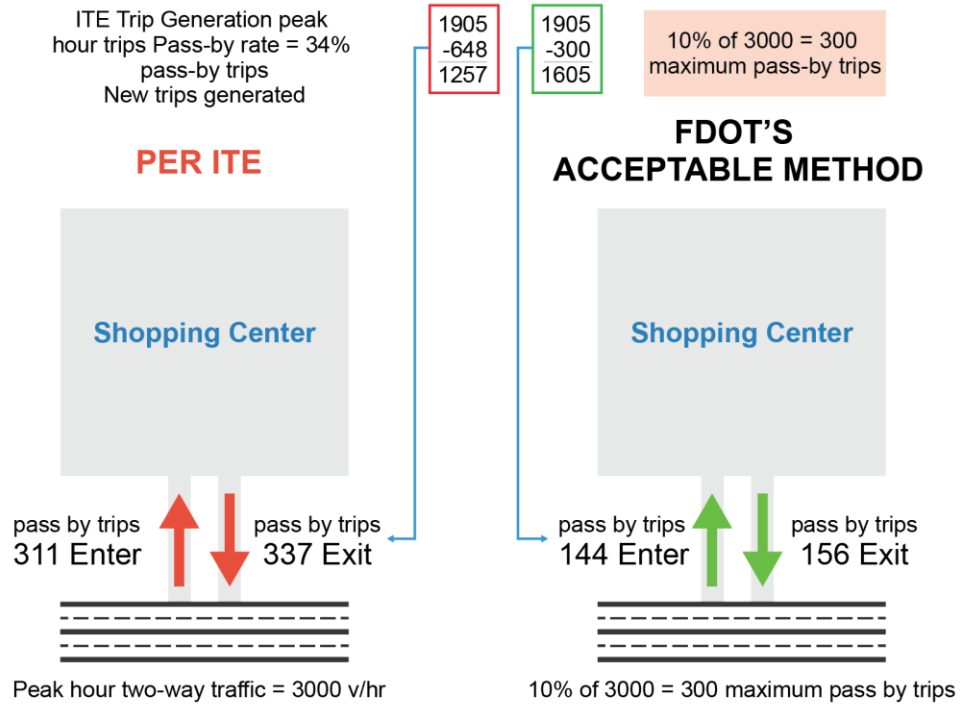 ITE Trip Generation peak
hour trips Pass-by rate = 34%
pass-by trips
New trips generated
1905
-648
1257
1905
-300
1605
10% of 3000 = 300
maximum pass-by trips
PER ITE
FDOT'S
ACCEPTABLE METHOD
Shopping Center
Shopping Center
pass by trips
311 Enter
pass by trips
337 Exit
pass by trips
144 Enter
pass by trips
156 Exit
Peak hour two-way traffic = 3000 v/hr
10% of 3000 = 300 maximum pass by trips